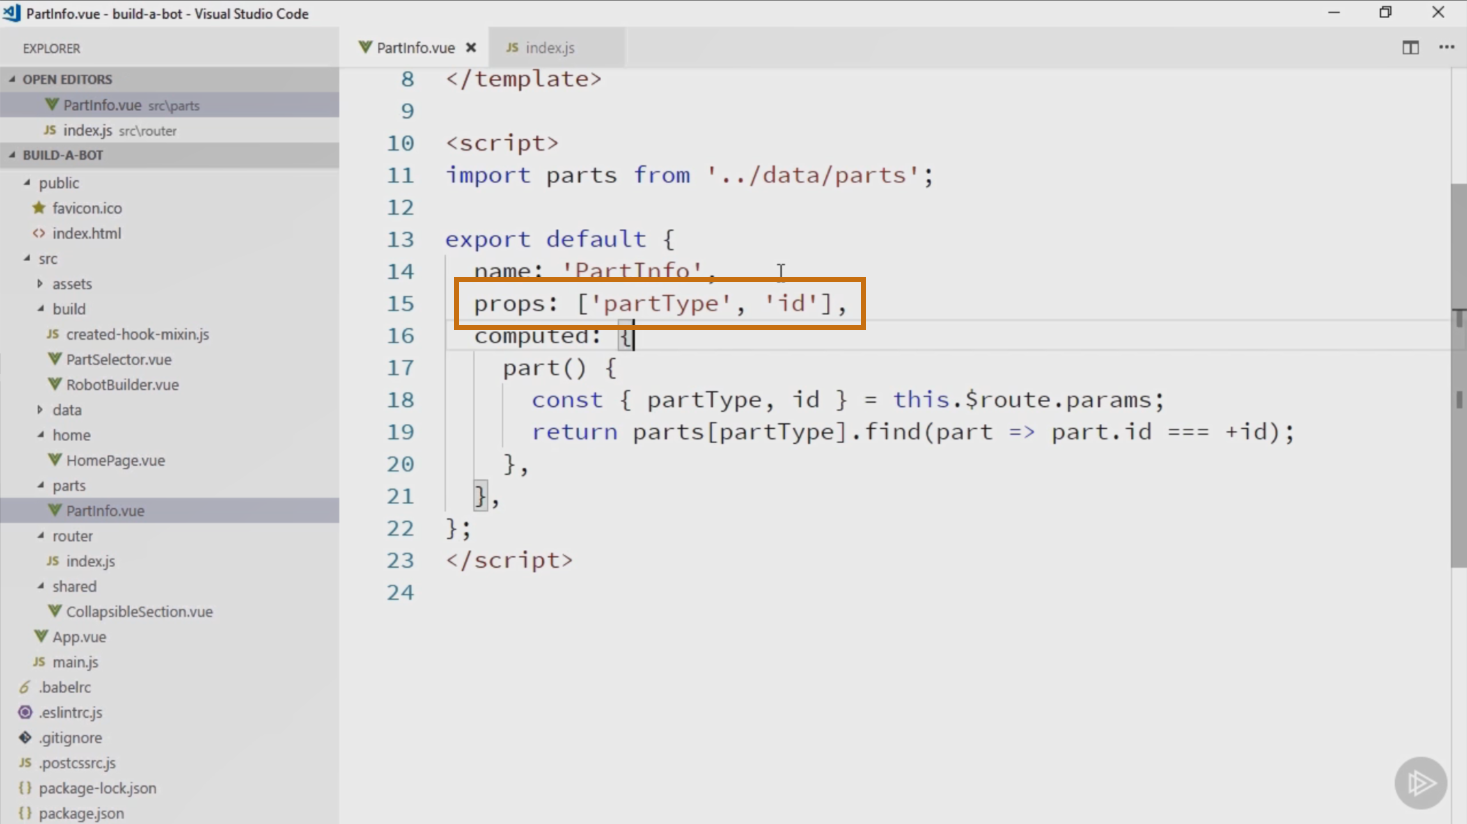 PartInfo.vue - build-a-bot - Visual Studio Code
EXPLORER
OPEN EDITORS
PartInfo.vue src\parts
JS index.js src\router
BUILD-A-BOT
public
favicon.ico
<> index.html
src
assets
build
JS created-hook-mixin.js
PartSelector.vue
RobotBuilder.vue
data
home
HomePage.vue
parts
PartInfo.vue
router
JS index.js
shared
CollapsibleSection.vue
App.vue
JS main.js
6 .babelrc
.eslintrc.js
.gitignore
JS .postcssrc.js
{} package-lock.json
{} package.json
PartInfo.vue ×
JS index.js
8 </template>
9
10 <script>
11 import parts from '../data/parts';
12
13 export default {
14 name: 'PartInfo',
15 props: ['partType', 'id'],
16 computed: {
17 part() {
18 const { partType, id } = this.$route.params;
19 return parts[partType].find(part => part.id === +id);
20 },
21 },
22 };
23 </script>
24